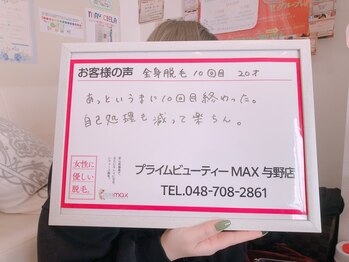 お客様の声 全身脱毛 10回目 20才
あっというまに10回目終わった。
自己処理も減って楽ちん。
女性に
優しい
脱毛。
max
プライムビューティーMAX 与野店
TEL.048-708-2861